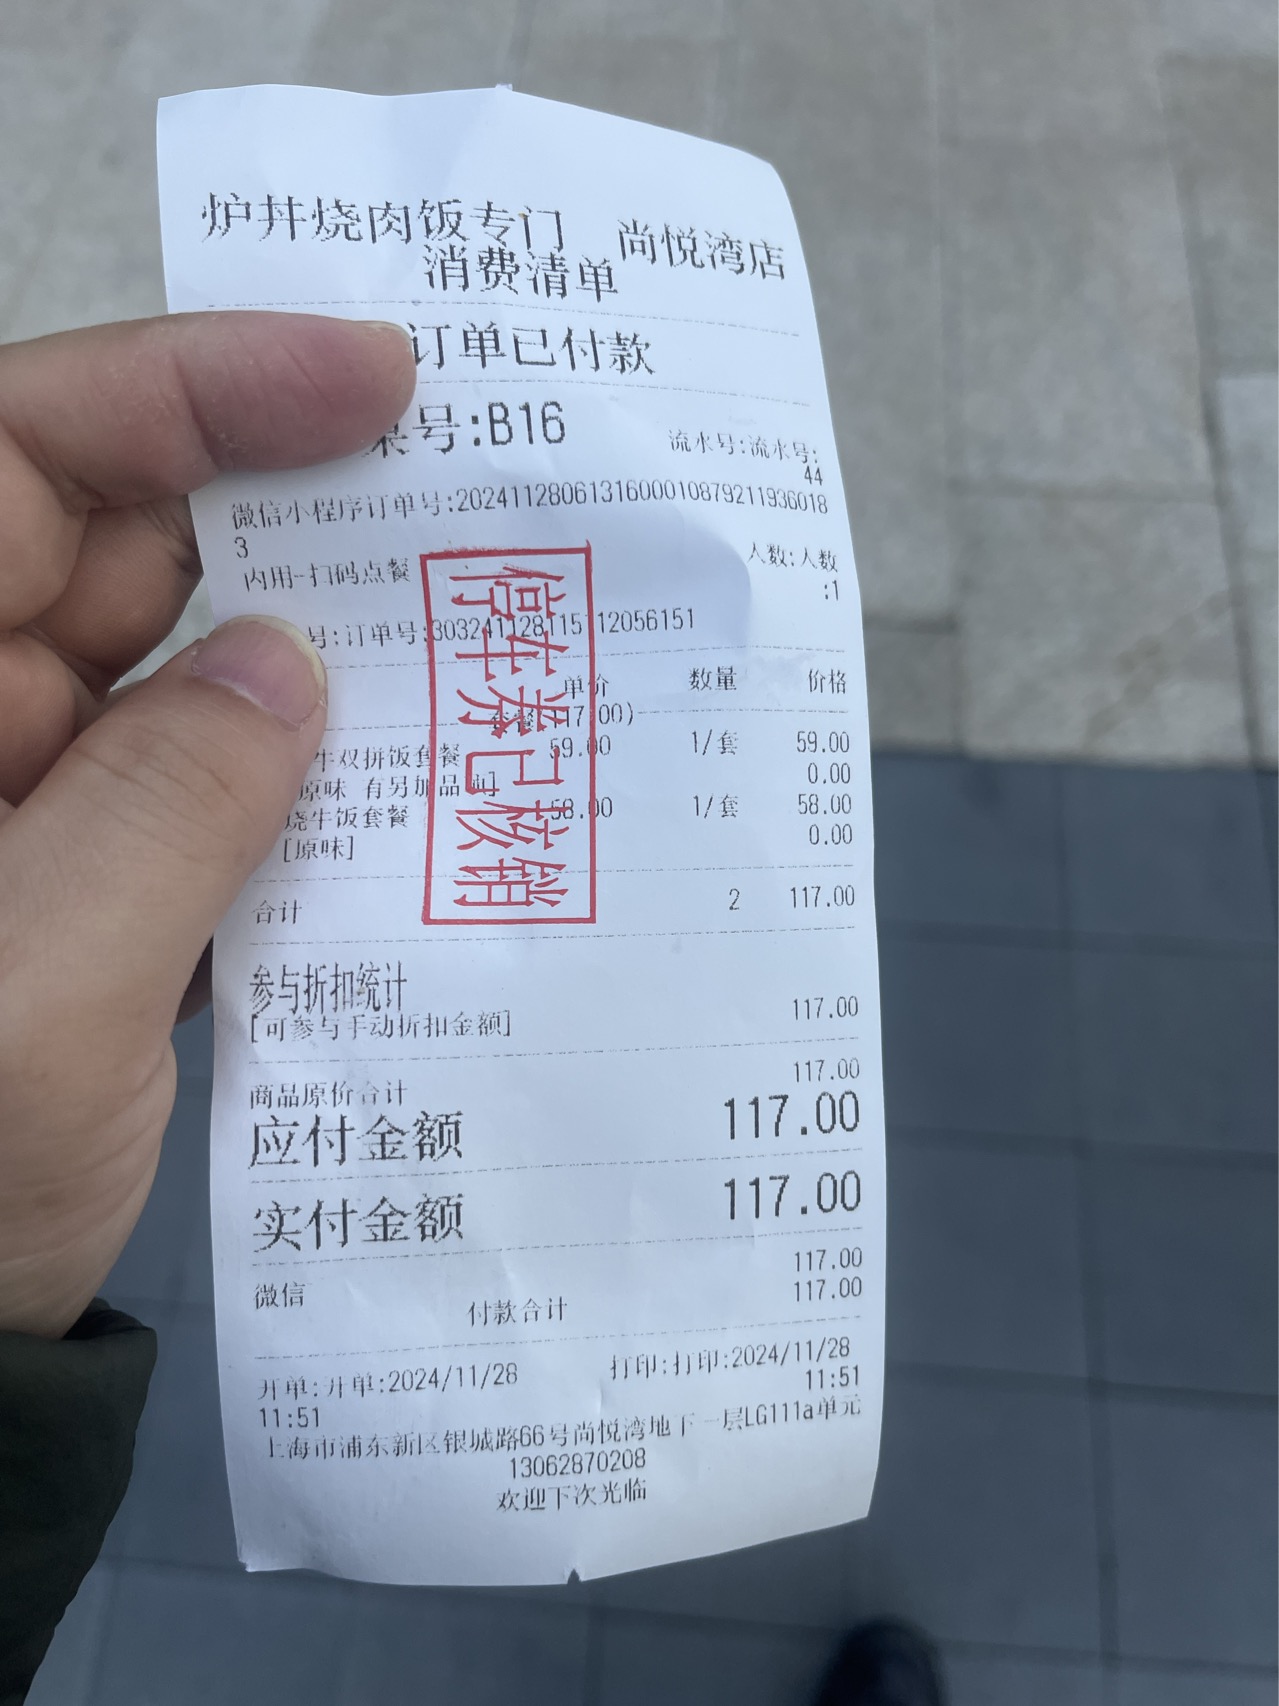 炉丼烧肉饭专门 尚悦湾店
消费清单
订单已付款
桌号:B16
流水号:流水号:
44
微信小程序订单号:2024112806131600010879211936018
3
内用-扫码点餐
人数:人数
:1
号:订单号:303241128115112056151
单价 数量 价格
套餐(117.00)
牛双拼饭套餐 59.00 1/套 59.00
原味 有另加品 0.00
烧牛饭套餐 58.00 1/套 58.00
[原味] 0.00
合计 2 117.00
参与折扣统计
[可参与手动折扣金额] 117.00
商品原价合计 117.00
应付金额 117.00
实付金额 117.00
微信 117.00
付款合计 117.00
开单:开单:2024/11/28
11:51
打印:打印:2024/11/28
11:51
上海市浦东新区银城路66号尚悦湾地下一层LG111a单元
13062870208
欢迎下次光临
停车券已核销